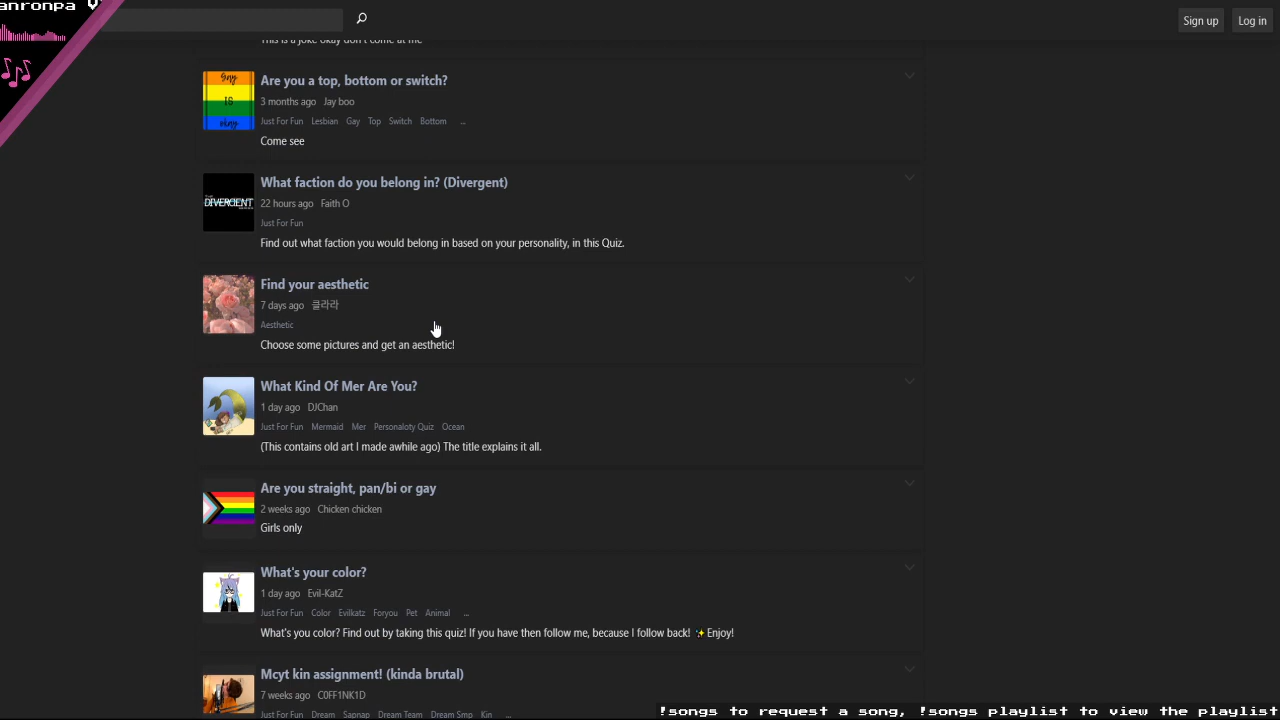 anronpa V
Sign up
Log in
This is a joke okay don't come at me
Are you a top, bottom or switch?
3 months ago Jay boo
Just For Fun Lesbian Gay Top Switch Bottom ...
Come see
Gay
IS
okay
What faction do you belong in? (Divergent)
22 hours ago Faith O
Just For Fun
Find out what faction you would belong in based on your personality, in this Quiz.
DIVERGENT
Find your aesthetic
7 days ago 클라라
Aesthetic
Choose some pictures and get an aesthetic!
What Kind Of Mer Are You?
1 day ago DJChan
Just For Fun Mermaid Mer Personaloty Quiz Ocean
(This contains old art I made awhile ago) The title explains it all.
Are you straight, pan/bi or gay
2 weeks ago Chicken chicken
Girls only
What's your color?
1 day ago Evil-KatZ
Just For Fun Color Evilkatz Foryou Pet Animal ...
What's you color? Find out by taking this quiz! If you have then follow me, because I follow back! ✨Enjoy!
Mcyt kin assignment! (kinda brutal)
7 weeks ago C0FF1NK1D
Just For Fun Dream Sapnap Dream Team Dream Smp Kin ...
!songs to request a song, !songs playlist to view the playlist